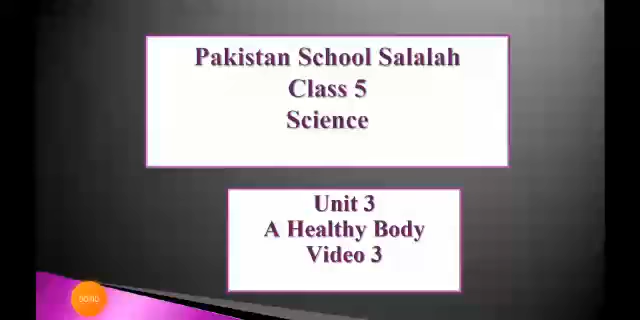 Pakistan School Salalah
Class 5
Science
Unit 3
A Healthy Body
Video 3